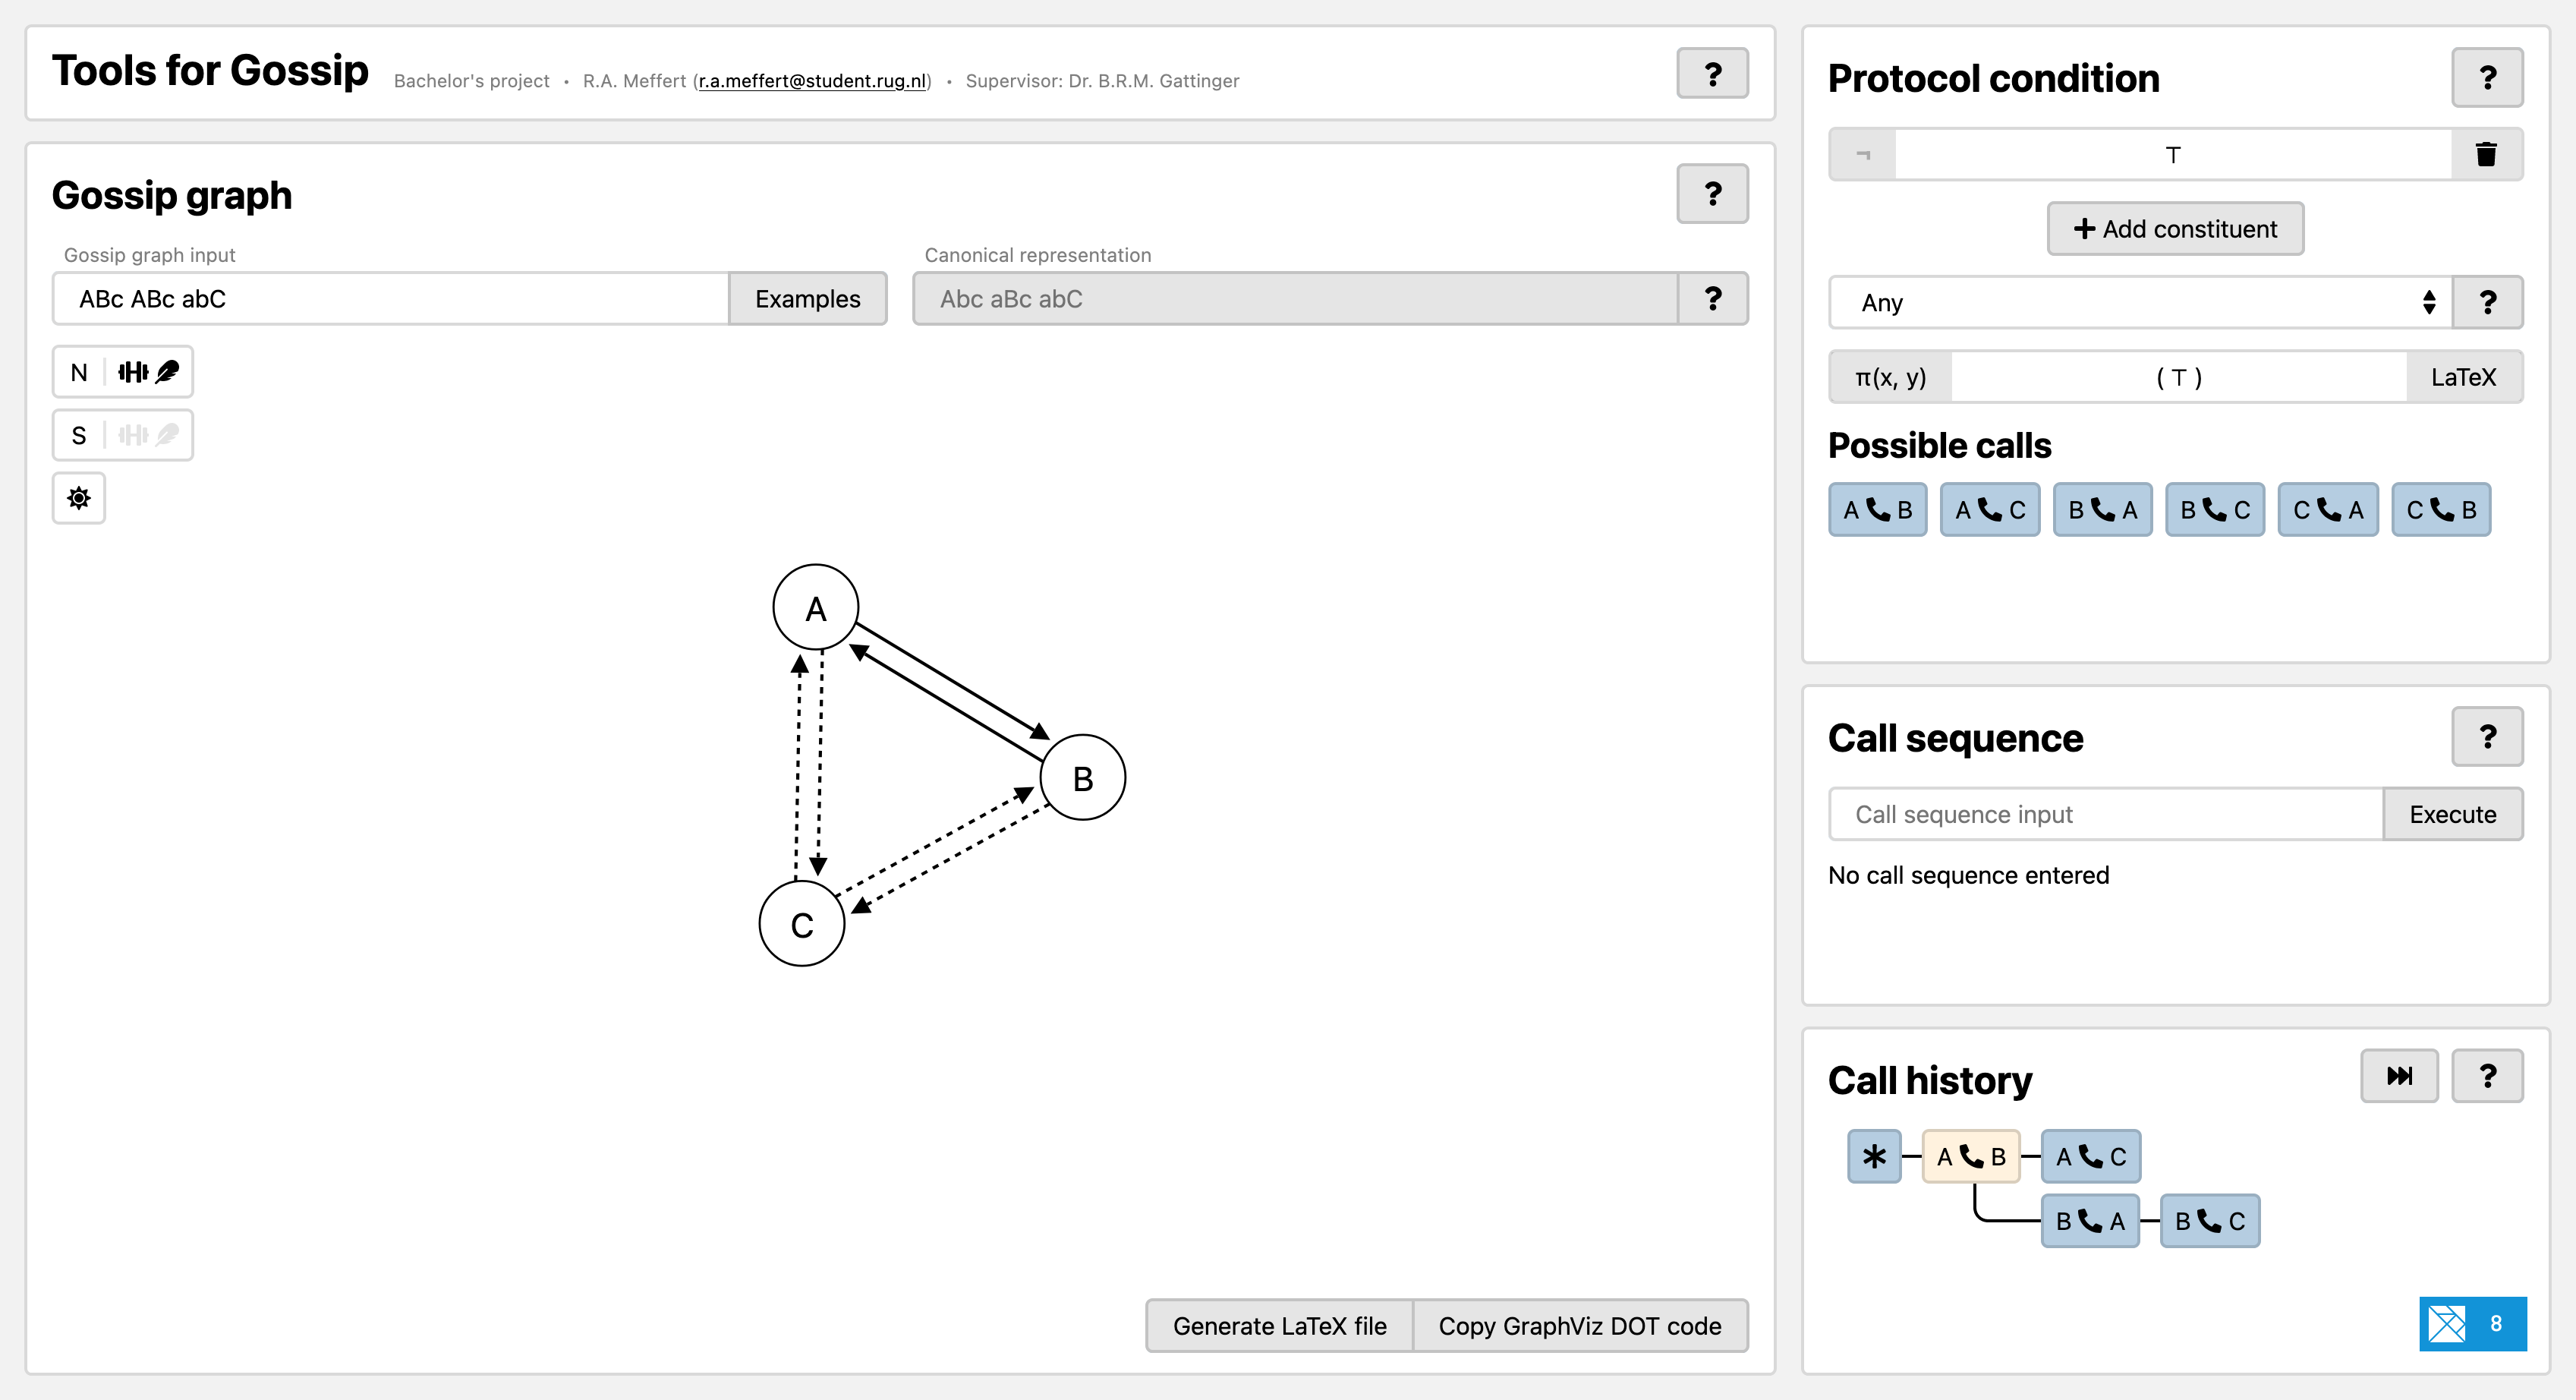 Tools for Gossip Bachelor's project • R.A. Meffert (r.a.meffert@student.rug.nl) • Supervisor: Dr. B.R.M. Gattinger ?
Gossip graph ?
Gossip graph input Canonical representation
ABc ABc abC Examples Abc aBc abC ?
N
S
A
B
C
Generate LaTeX file Copy GraphViz DOT code
Protocol condition ?
¬ ⊤
Add constituent
Any ?
π(x, y) ( ⊤ ) LaTeX
Possible calls
A B A C B A B C C A C B
Call sequence ?
Call sequence input Execute
No call sequence entered
Call history ?
A B A C
B A B C
8